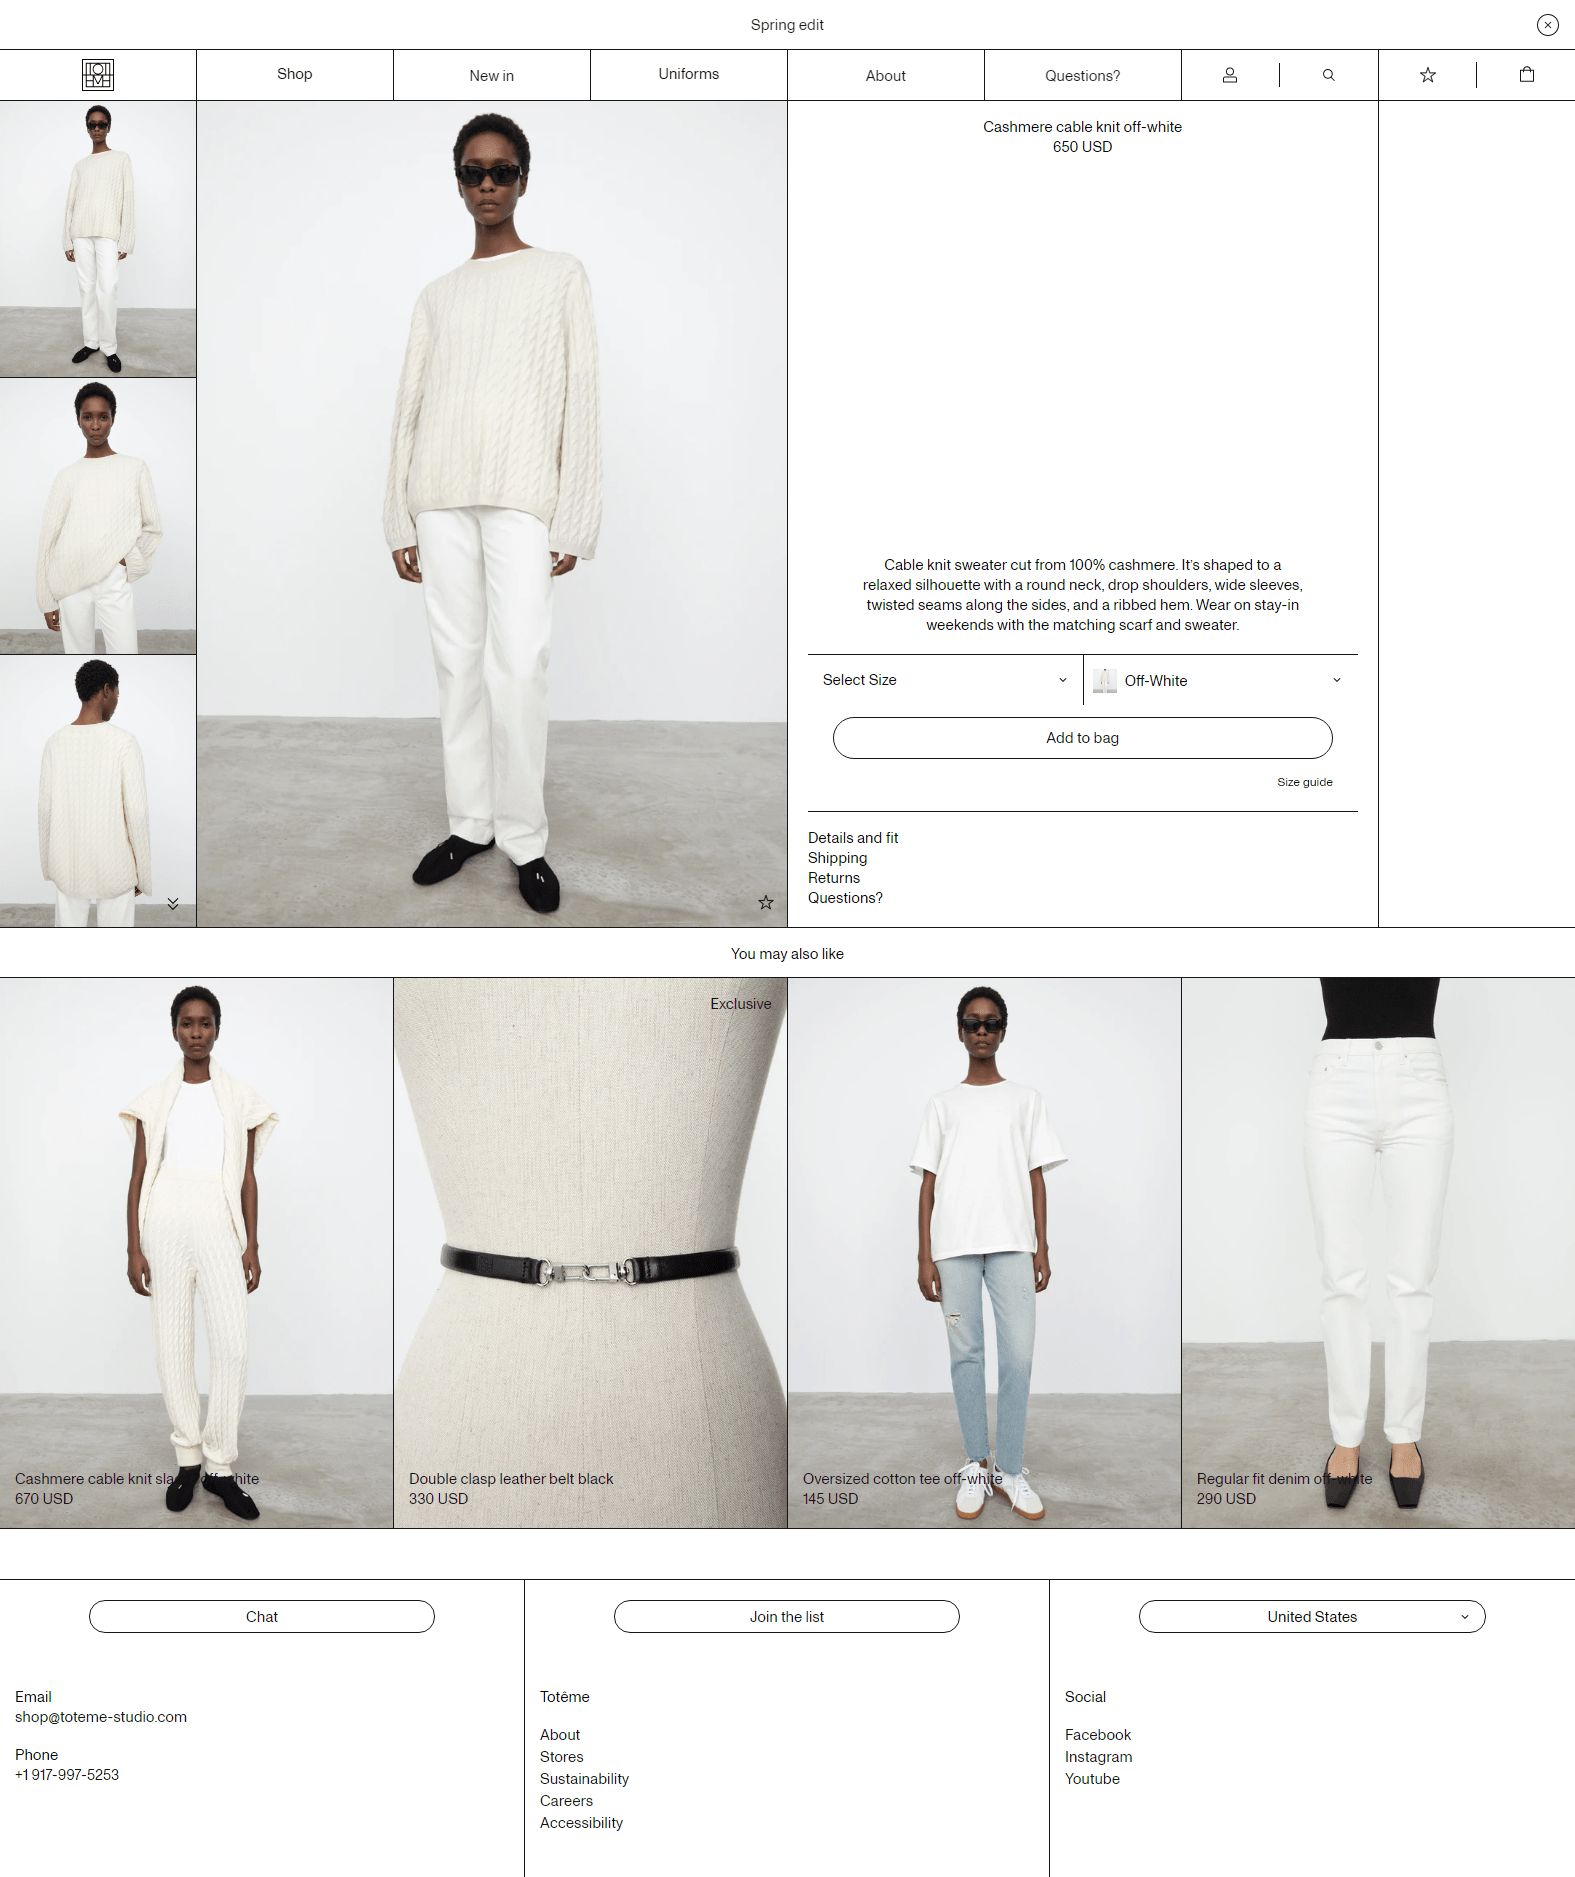 Spring edit
Shop
New in
Uniforms
About
Questions?
Cashmere cable knit off-white
650 USD
Cable knit sweater cut from 100% cashmere. It's shaped to a
relaxed silhouette with a round neck, drop shoulders, wide sleeves,
twisted seams along the sides, and a ribbed hem. Wear on stay-in
weekends with the matching scarf and sweater.
Select Size
Off-White
Add to bag
Size guide
Details and fit
Shipping
Returns
Questions?
You may also like
Exclusive
Cashmere cable knit slacks off-white
670 USD
Double clasp leather belt black
330 USD
Oversized cotton tee off-white
145 USD
Regular fit denim off-white
290 USD
Chat
Join the list
United States
Email
shop@toteme-studio.com
Phone
+1 917-997-5253
Totême
About
Stores
Sustainability
Careers
Accessibility
Social
Facebook
Instagram
Youtube